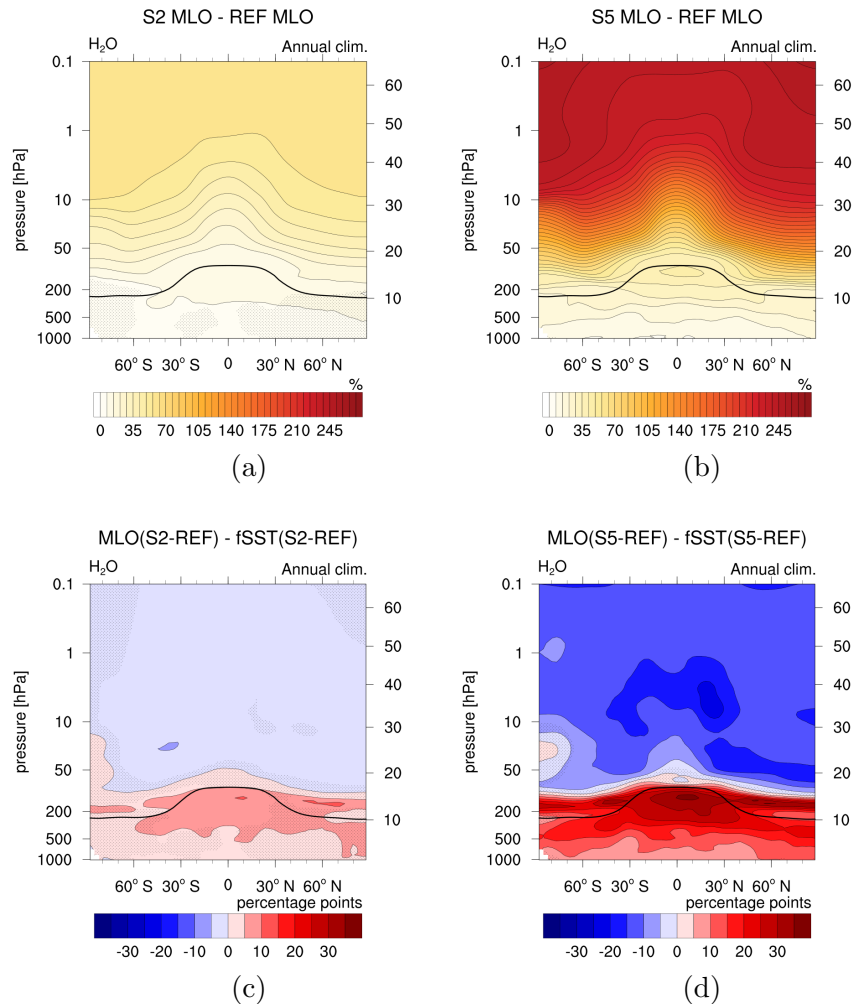 S2 MLO - REF MLO
H₂O Annual clim.
0.1
1
10
50
200
500
1000
pressure [hPa]
60
50
40
30
20
10
60° S 30° S 0 30° N 60° N
%
0 35 70 105 140 175 210 245
(a)
S5 MLO - REF MLO
H₂O Annual clim.
0.1
1
10
50
200
500
1000
pressure [hPa]
60
50
40
30
20
10
60° S 30° S 0 30° N 60° N
%
0 35 70 105 140 175 210 245
(b)
MLO(S2-REF) - fSST(S2-REF)
H₂O Annual clim.
0.1
1
10
50
200
500
1000
pressure [hPa]
60
50
40
30
20
10
60° S 30° S 0 30° N 60° N
percentage points
-30 -20 -10 0 10 20 30
(c)
MLO(S5-REF) - fSST(S5-REF)
H₂O Annual clim.
0.1
1
10
50
200
500
1000
pressure [hPa]
60
50
40
30
20
10
60° S 30° S 0 30° N 60° N
percentage points
-30 -20 -10 0 10 20 30
(d)